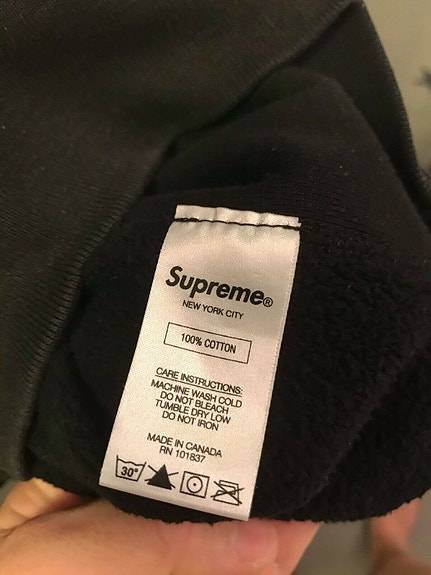 Supreme®
NEW YORK CITY
100% COTTON
CARE INSTRUCTIONS:
MACHINE WASH COLD
DO NOT BLEACH
TUMBLE DRY LOW
DO NOT IRON
MADE IN CANADA
RN 101837
30°